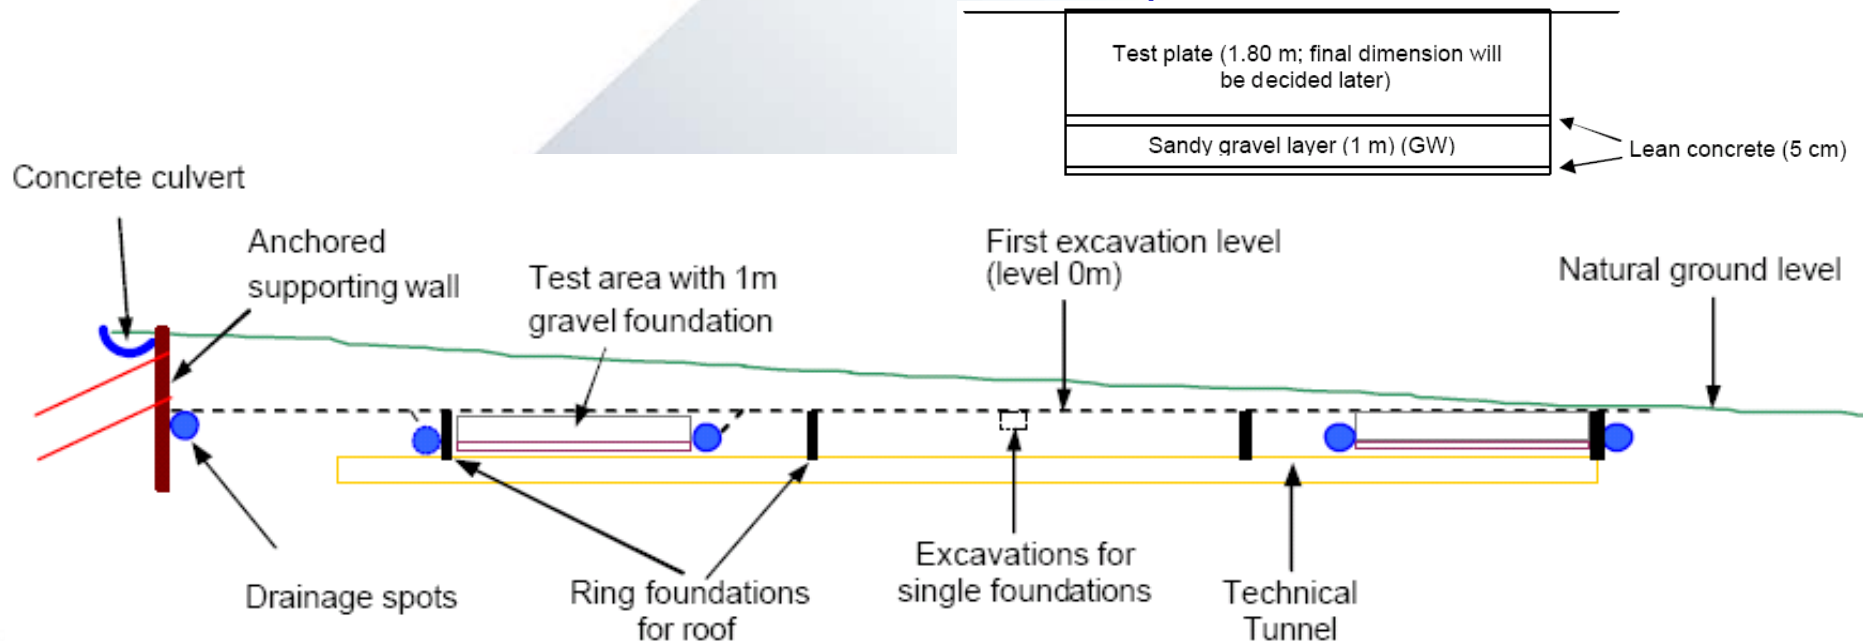 Test plate (1.80 m; final dimension will
be decided later)
Sandy gravel layer (1 m) (GW)
Lean concrete (5 cm)
Concrete culvert
Anchored
supporting wall
Test area with 1m
gravel foundation
First excavation level
(level 0m)
Natural ground level
Drainage spots
Ring foundations
for roof
Excavations for
single foundations
Technical
Tunnel